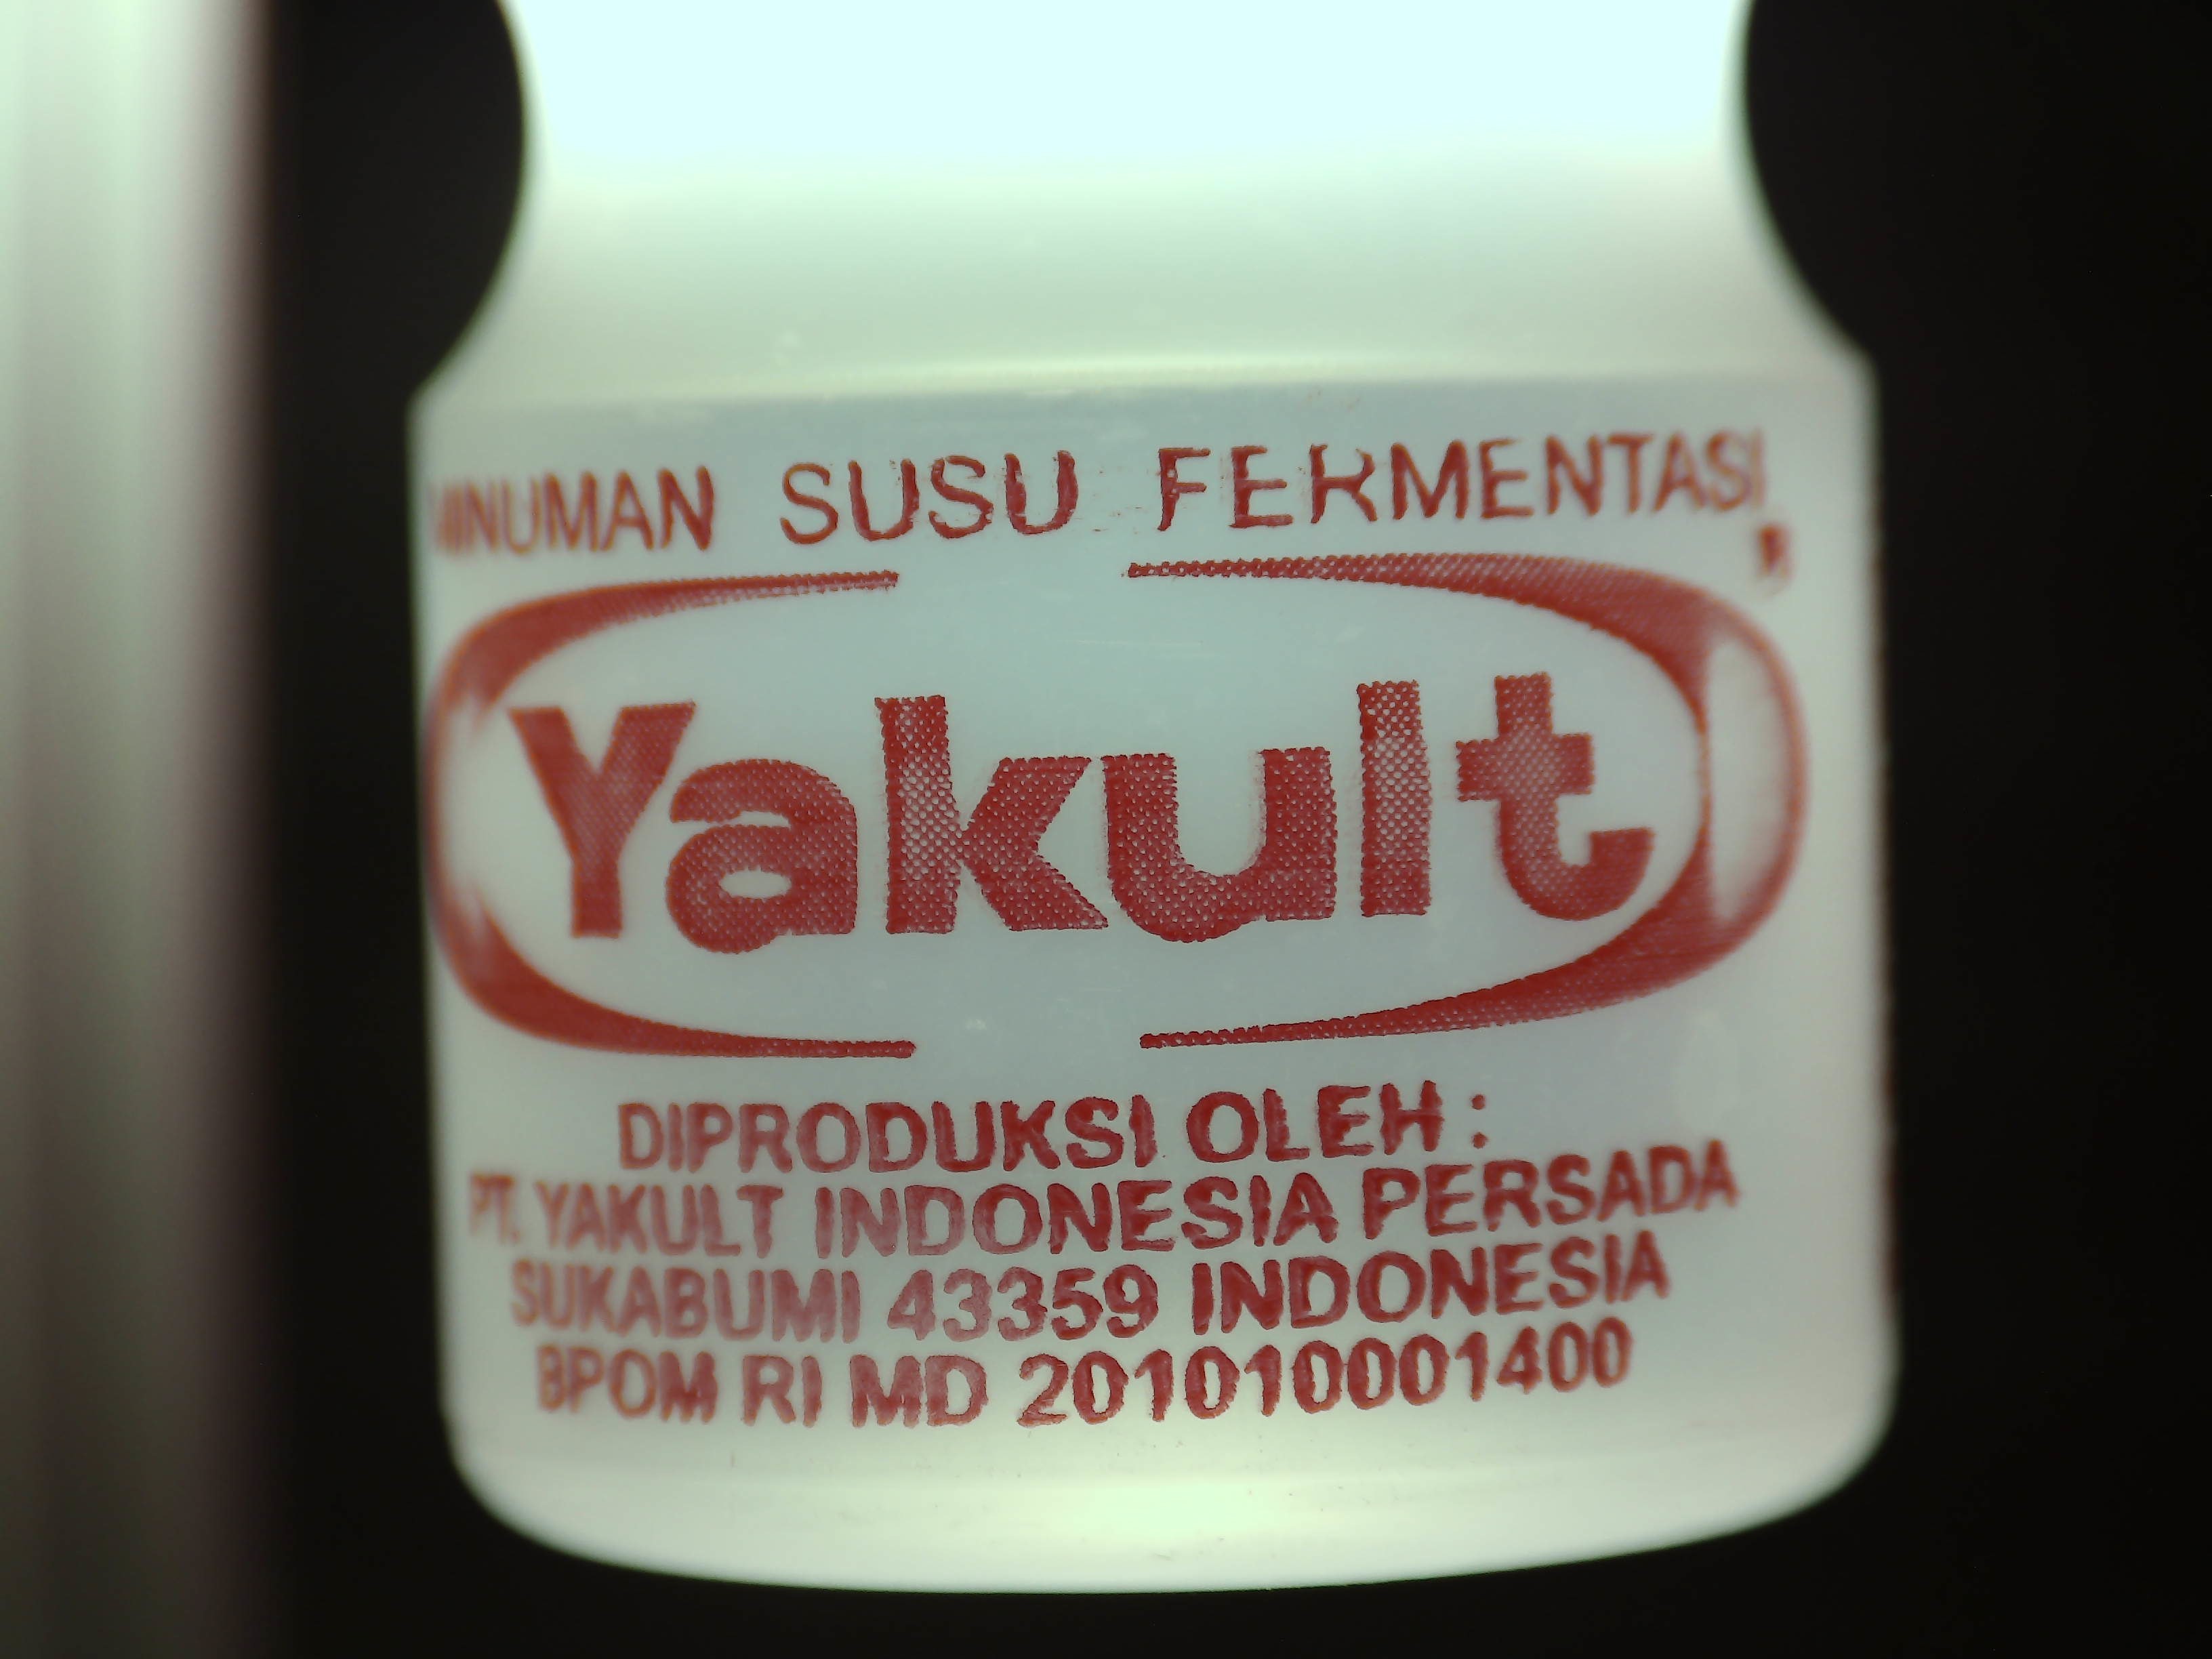 MINUMAN SUSU FERMENTASI
®
Yakult
DIPRODUKSI OLEH :
PT. YAKULT INDONESIA PERSADA
SUKABUMI 43359 INDONESIA
BPOM RI MD 201010001400